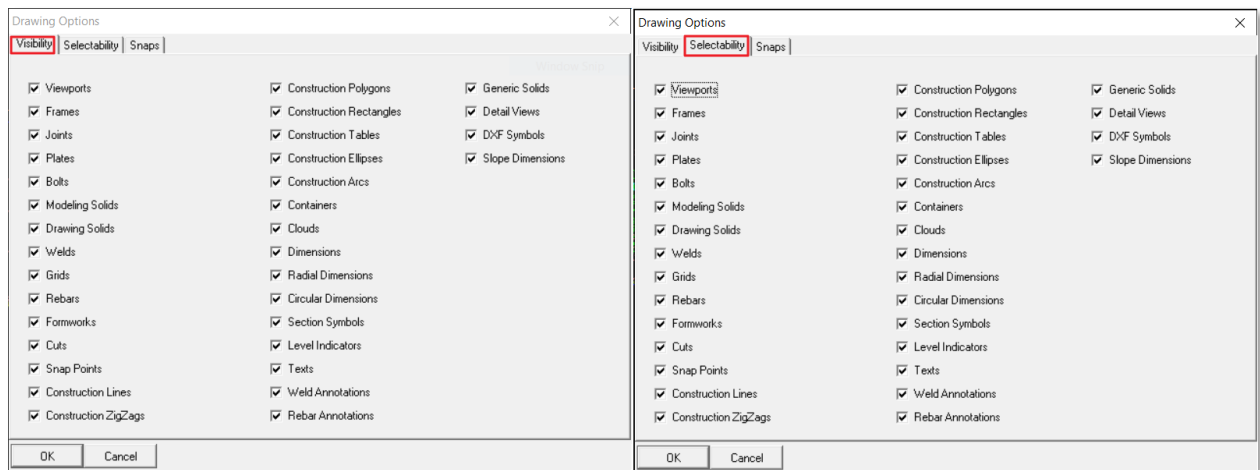 Drawing Options
Visibility Selectability Snaps
Window Snip
Viewports Construction Polygons Generic Solids
Frames Construction Rectangles Detail Views
Joints Construction Tables DXF Symbols
Plates Construction Ellipses Slope Dimensions
Bolts Construction Arcs
Modeling Solids Containers
Drawing Solids Clouds
Welds Dimensions
Grids Radial Dimensions
Rebars Circular Dimensions
Formworks Section Symbols
Cuts Level Indicators
Snap Points Texts
Construction Lines Weld Annotations
Construction ZigZags Rebar Annotations
OK Cancel
Drawing Options
Visibility Selectability Snaps
Viewports Construction Polygons Generic Solids
Frames Construction Rectangles Detail Views
Joints Construction Tables DXF Symbols
Plates Construction Ellipses Slope Dimensions
Bolts Construction Arcs
Modeling Solids Containers
Drawing Solids Clouds
Welds Dimensions
Grids Radial Dimensions
Rebars Circular Dimensions
Formworks Section Symbols
Cuts Level Indicators
Snap Points Texts
Construction Lines Weld Annotations
Construction ZigZags Rebar Annotations
OK Cancel